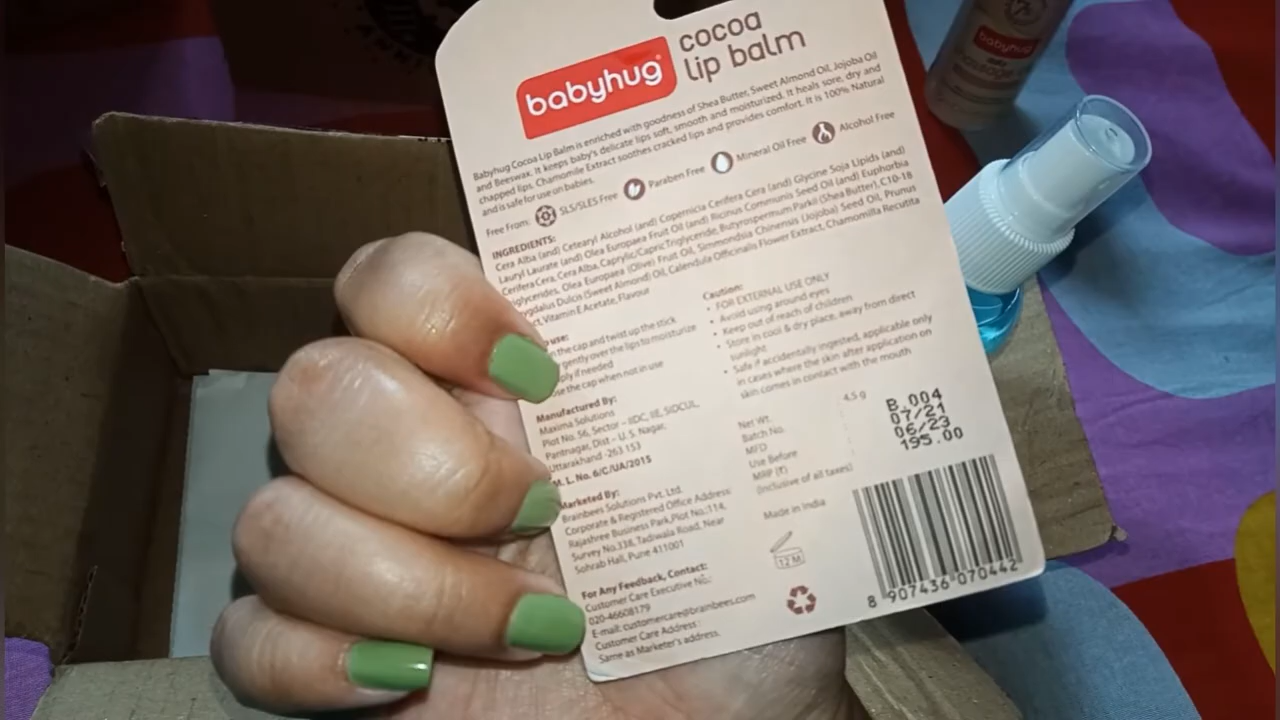 babyhug
cocoa
lip balm
Babyhug Cocoa Lip Balm is enriched with goodness of Shea Butter, Sweet Almond Oil, Jojoba Oil
and Beeswax. It keeps baby's delicate lips soft, smooth and moisturized. It heals sore, dry and
chapped lips. Chamomile Extract soothes cracked lips and provides comfort. It is 100% Natural
and is safe for use on babies.
Free From: SLS/SLES Free Paraben Free Mineral Oil Free Alcohol Free
INGREDIENTS:
Cera Alba (and) Cetearyl Alcohol (and) Copernicia Cerifera Cera (and) Glycine Soja Lipids (and)
Lauryl Laurate (and) Olea Europaea Fruit Oil (and) Ricinus Communis Seed Oil (and) Euphorbia
Cerifera Cera, Cera Alba, Caprylic/Capric Triglyceride, Butyrospermum Parkii (Shea Butter), C10-18
glycerides, Olea Europaea (Olive) Fruit Oil, Simmondsia Chinensis (Jojoba) Seed Oil, Prunus
ygdalus Dulcis (Sweet Almond) Oil, Calendula Officinalis Flower Extract, Chamomilla Recutita
ct, Vitamin E Acetate, Flavour
use:
n the cap and twist up the stick
gently over the lips to moisturize
ply if needed
se the cap when not in use
Caution:
• FOR EXTERNAL USE ONLY
• Avoid using around eyes
• Keep out of reach of children
• Store in cool & dry place, away from direct
sunlight
• Safe if accidentally ingested, applicable only
in cases where the skin after application on
skin comes in contact with the mouth
Manufactured By:
Maxima Solutions
Plot No. 56, Sector – IIDC, IIE, SIDCUL,
Pantnagar, Dist – U. S. Nagar,
Uttarakhand -263 153
M. L. No. 6/C/UA/2015
Marketed By:
Brainbees Solutions Pvt. Ltd.
Corporate & Registered Office Address
Rajashree Business Park, Plot No.:114,
Survey No.338, Tadiwala Road, Near
Sohrab Hall, Pune 411001
For Any Feedback, Contact:
Customer Care Executive No.:
020-46608179
E-mail: customercare@brainbees.com
Customer Care Address :
Same as Marketer's address.
Net Wt. : 4.5 g
Batch No.
MFD
Use Before
MRP (₹)
(Inclusive of all taxes)
B.004
07/21
06/23
195.00
Made in India
12 M
8 907436 070442
babyhug